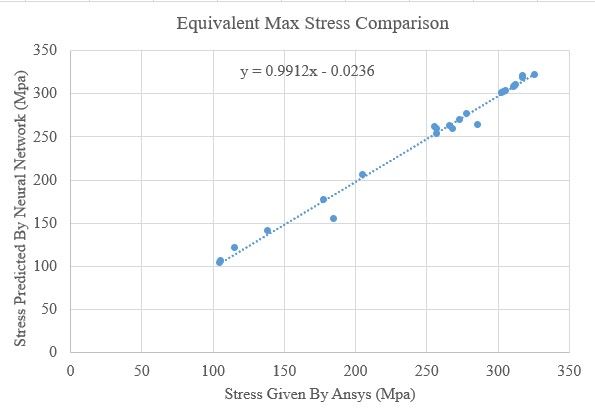 Equivalent Max Stress Comparison
y = 0.9912x - 0.0236
Stress Predicted By Neural Network (Mpa)
350
300
250
200
150
100
50
0
0 50 100 150 200 250 300 350
Stress Given By Ansys (Mpa)